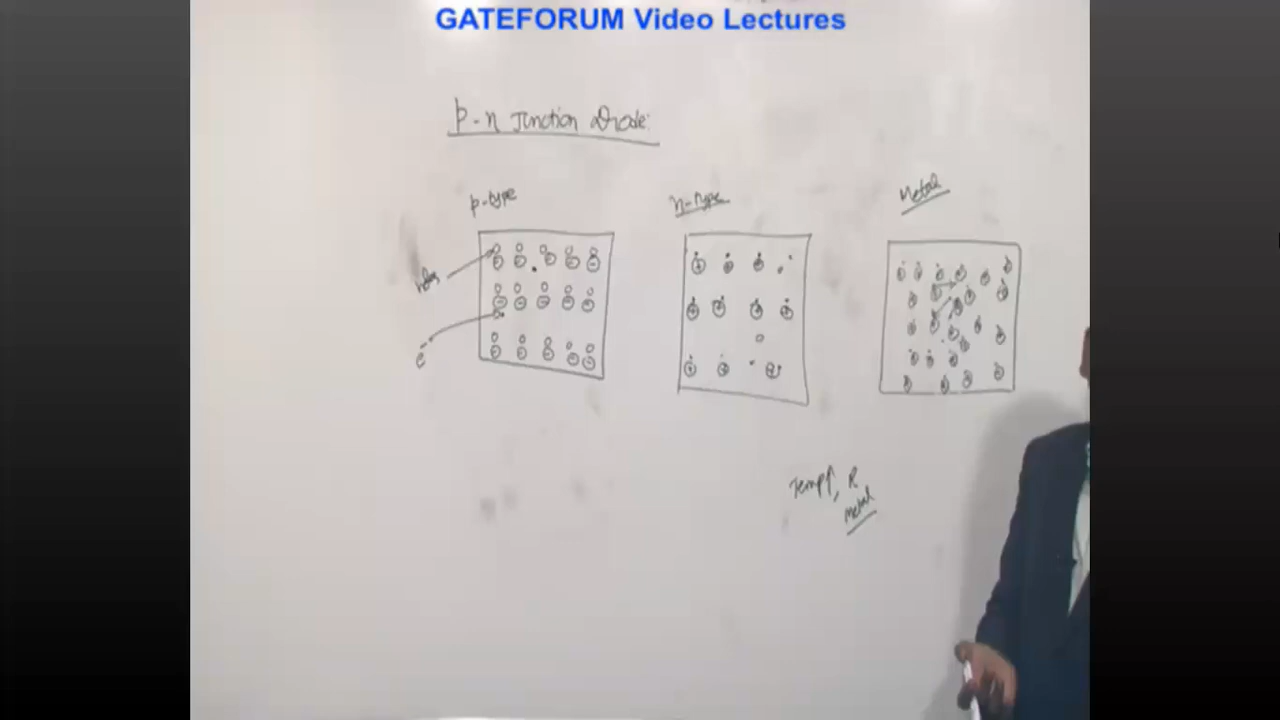 GATEFORUM Video Lectures
p-n Junction Diode:
p-type
n-type
Metal
holes
e⁻
Temp↑, R
Metal